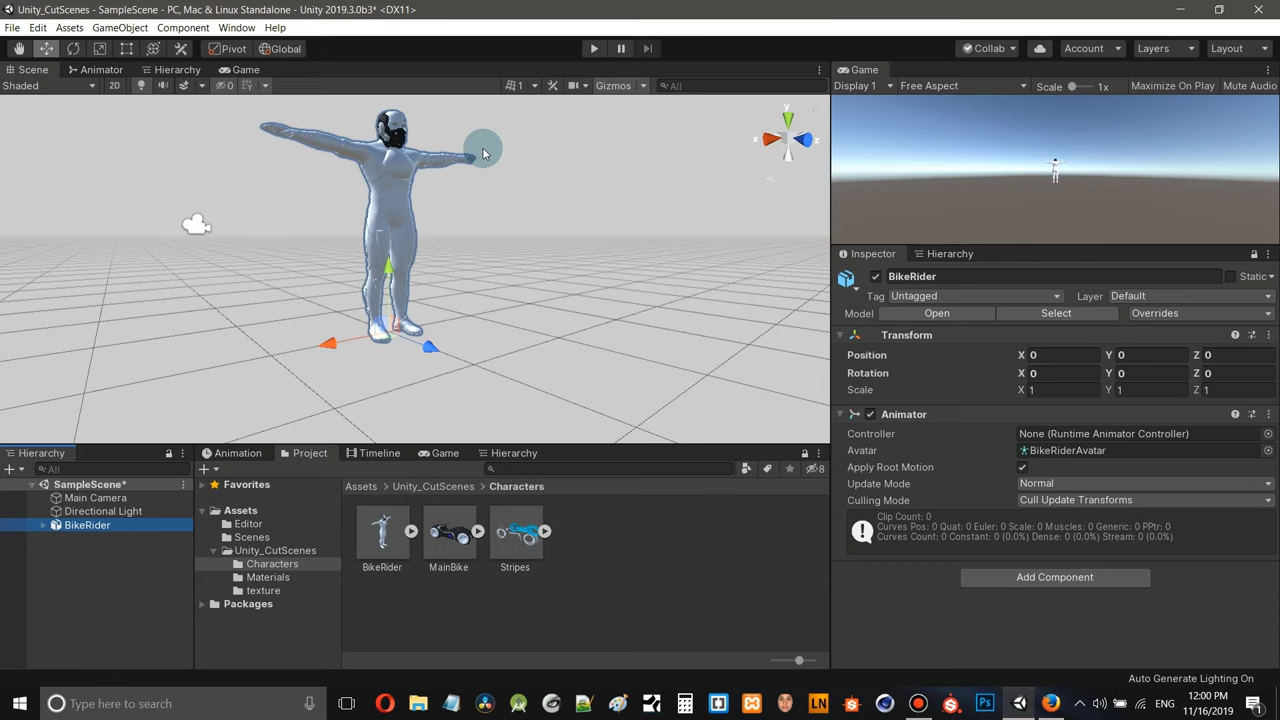 Unity_CutScenes - SampleScene - PC, Mac & Linux Standalone - Unity 2019.3.0b3* <DX11>
File Edit Assets GameObject Component Window Help
Pivot Global Collab Account Layers Layout
Scene Animator Hierarchy Game
Shaded 2D 0 1 Gizmos All
Game
Display 1 Free Aspect Scale 1x Maximize On Play Mute Audio
y
x
z
Inspector Hierarchy
BikeRider Static
Tag Untagged Layer Default
Model Open Select Overrides
Transform
Position X 0 Y 0 Z 0
Rotation X 0 Y 0 Z 0
Scale X 1 Y 1 Z 1
Animator
Controller None (Runtime Animator Controller)
Avatar BikeRiderAvatar
Apply Root Motion
Update Mode Normal
Culling Mode Cull Update Transforms
Clip Count: 0
Curves Pos: 0 Quat: 0 Euler: 0 Scale: 0 Muscles: 0 Generic: 0 PPtr: 0
Curves Count: 0 Constant: 0 (0.0%) Dense: 0 (0.0%) Stream: 0 (0.0%)
Add Component
Hierarchy
All
SampleScene*
Main Camera
Directional Light
BikeRider
Animation Project Timeline Game Hierarchy
8
Favorites
Assets
Editor
Scenes
Unity_CutScenes
Characters
Materials
texture
Packages
Assets Unity_CutScenes Characters
BikeRider MainBike Stripes
Auto Generate Lighting On
Type here to search
Ps
LN
ENG
12:00 PM
11/16/2019
1